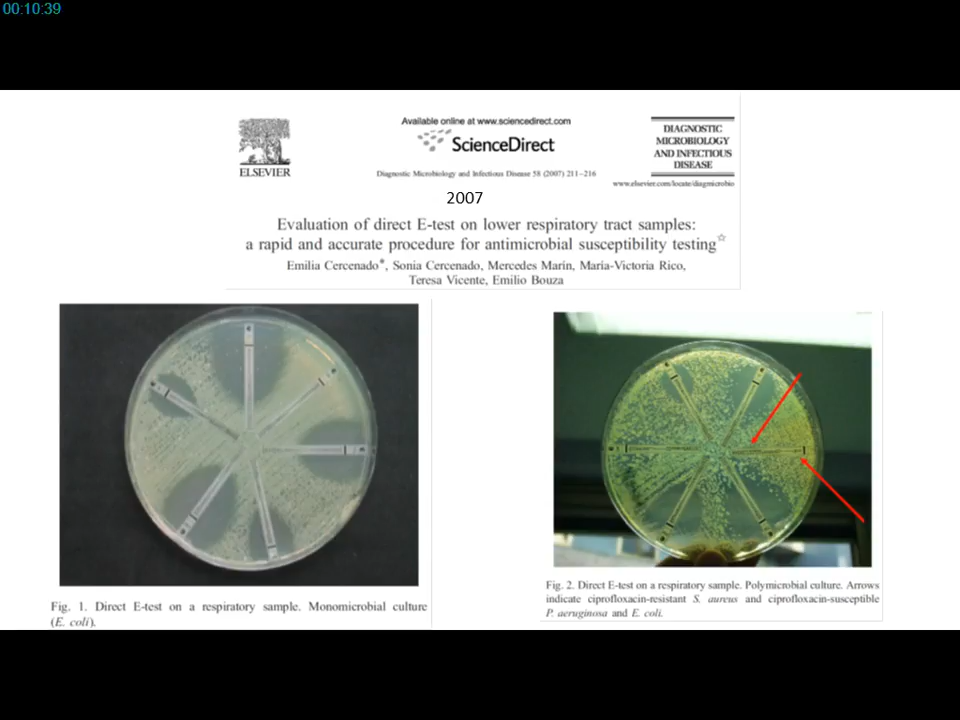 00:10:39
Available online at www.sciencedirect.com
ScienceDirect
ELSEVIER
Diagnostic Microbiology and Infectious Disease 58 (2007) 211–216
DIAGNOSTIC
MICROBIOLOGY
AND INFECTIOUS
DISEASE
www.elsevier.com/locate/diagmicrobio
2007
Evaluation of direct E-test on lower respiratory tract samples:
a rapid and accurate procedure for antimicrobial susceptibility testing☆
Emilia Cercenado*, Sonia Cercenado, Mercedes Marín, María-Victoria Rico,
Teresa Vicente, Emilio Bouza
Fig. 1. Direct E-test on a respiratory sample. Monomicrobial culture
(E. coli).
Fig. 2. Direct E-test on a respiratory sample. Polymicrobial culture. Arrows
indicate ciprofloxacin-resistant S. aureus and ciprofloxacin-susceptible
P. aeruginosa and E. coli.